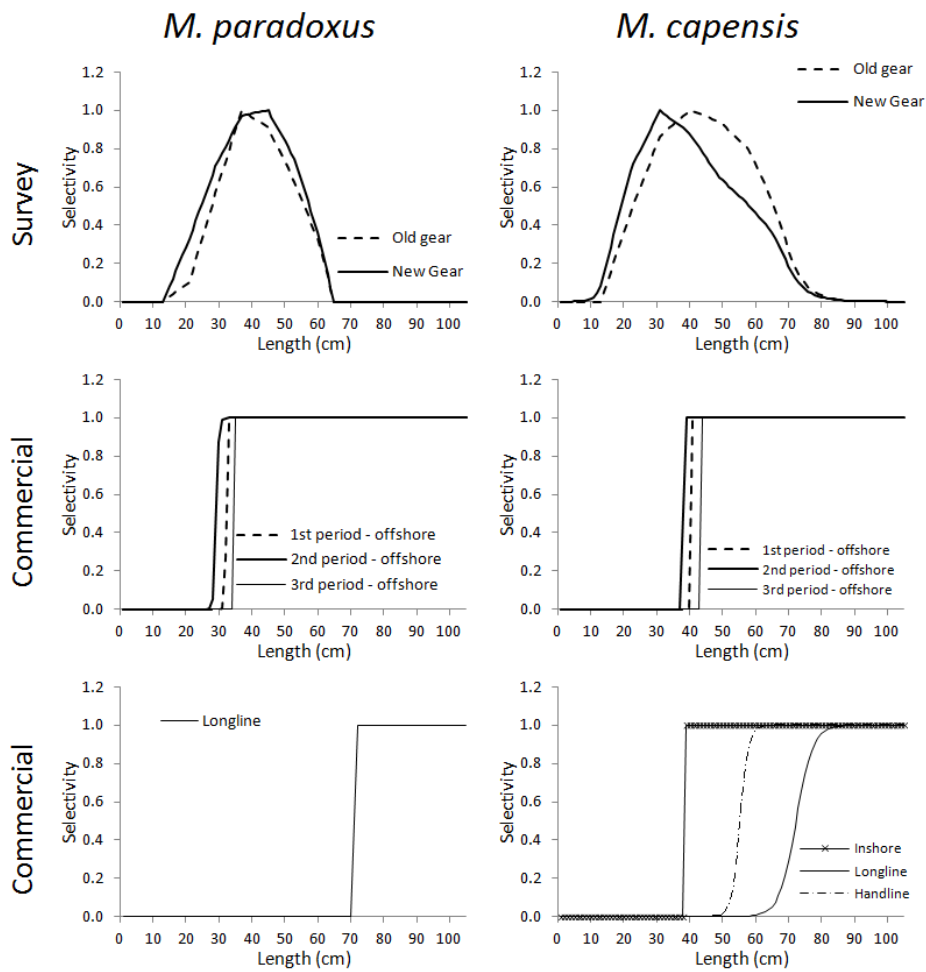 M. paradoxus
M. capensis
Survey
Selectivity
1.2
1.0
0.8
0.6
0.4
0.2
0.0
Old gear
New Gear
0 10 20 30 40 50 60 70 80 90 100
Length (cm)
Selectivity
1.2
1.0
0.8
0.6
0.4
0.2
0.0
Old gear
New Gear
0 10 20 30 40 50 60 70 80 90 100
Length (cm)
Commercial
Selectivity
1.2
1.0
0.8
0.6
0.4
0.2
0.0
1st period - offshore
2nd period - offshore
3rd period - offshore
0 10 20 30 40 50 60 70 80 90 100
Length (cm)
Selectivity
1.2
1.0
0.8
0.6
0.4
0.2
0.0
1st period - offshore
2nd period - offshore
3rd period - offshore
0 10 20 30 40 50 60 70 80 90 100
Length (cm)
Commercial
Selectivity
1.2
1.0
0.8
0.6
0.4
0.2
0.0
Longline
0 10 20 30 40 50 60 70 80 90 100
Length (cm)
Selectivity
1.2
1.0
0.8
0.6
0.4
0.2
0.0
Inshore
Longline
Handline
0 10 20 30 40 50 60 70 80 90 100
Length (cm)